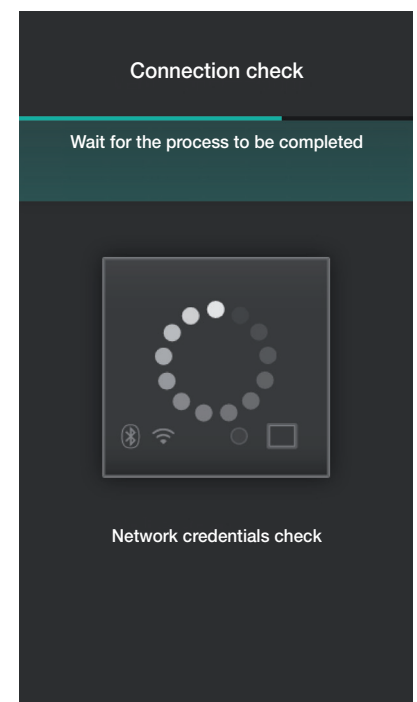 Connection check
Wait for the process to be completed
Network credentials check